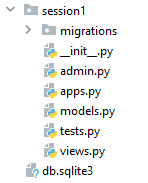 session1
migrations
__init__.py
admin.py
apps.py
models.py
tests.py
views.py
db.sqlite3